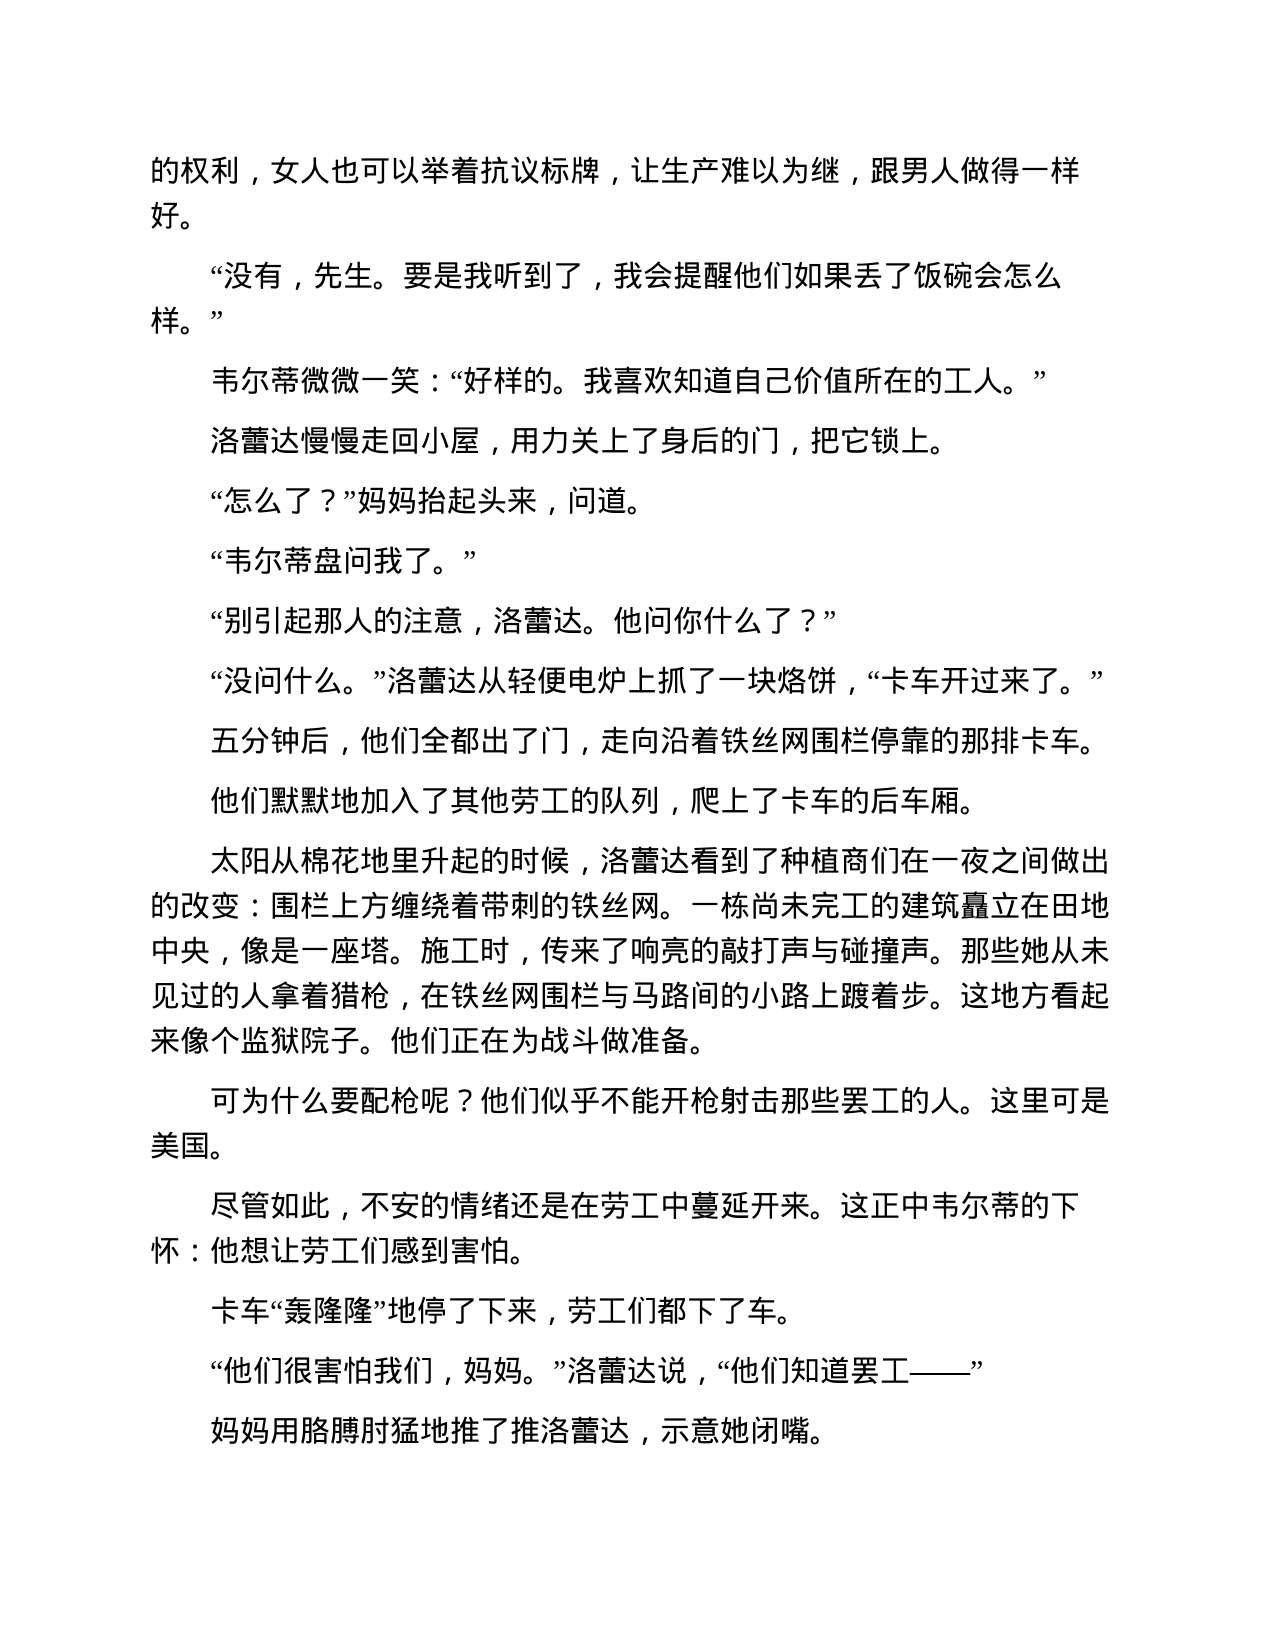 的权利，女人也可以举着抗议标牌，让生产难以为继，跟男人做得一样
好。
“没有，先生。要是我听到了，我会提醒他们如果丢了饭碗会怎么
样。”
韦尔蒂微微一笑：“好样的。我喜欢知道自己价值所在的工人。”
洛蕾达慢慢走回小屋，用力关上了身后的门，把它锁上。
“怎么了？”妈妈抬起头来，问道。
“韦尔蒂盘问我了。”
“别引起那人的注意，洛蕾达。他问你什么了？”
“没问什么。”洛蕾达从轻便电炉上抓了一块烙饼，“卡车开过来了。”
五分钟后，他们全都出了门，走向沿着铁丝网围栏停靠的那排卡车。
他们默默地加入了其他劳工的队列，爬上了卡车的后车厢。
太阳从棉花地里升起的时候，洛蕾达看到了种植商们在一夜之间做出
的改变：围栏上方缠绕着带刺的铁丝网。一栋尚未完工的建筑矗立在田地
中央，像是一座塔。施工时，传来了响亮的敲打声与碰撞声。那些她从未
见过的人拿着猎枪，在铁丝网围栏与马路间的小路上踱着步。这地方看起
来像个监狱院子。他们正在为战斗做准备。
可为什么要配枪呢？他们似乎不能开枪射击那些罢工的人。这里可是
美国。
尽管如此，不安的情绪还是在劳工中蔓延开来。这正中韦尔蒂的下
怀：他想让劳工们感到害怕。
卡车“轰隆隆”地停了下来，劳工们都下了车。
“他们很害怕我们，妈妈。”洛蕾达说，“他们知道罢工——”
妈妈用胳膊肘猛地推了推洛蕾达，示意她闭嘴。